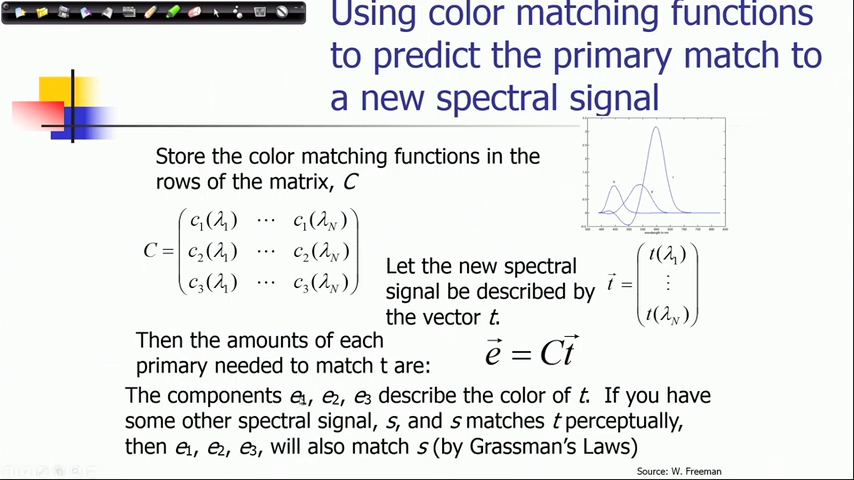 Using color matching functions
to predict the primary match to
a new spectral signal
Store the color matching functions in the
rows of the matrix, C
C = ( c₁(λ₁) ⋯ c₁(λ_N)
c₂(λ₁) ⋯ c₂(λ_N)
c₃(λ₁) ⋯ c₃(λ_N) )
Let the new spectral
signal be described by
the vector t.
t⃗ = ( t(λ₁)
⋮
t(λ_N) )
Then the amounts of each
primary needed to match t are:
e⃗ = Ct⃗
The components e₁, e₂, e₃ describe the color of t. If you have
some other spectral signal, s, and s matches t perceptually,
then e₁, e₂, e₃, will also match s (by Grassman's Laws)
Source: W. Freeman